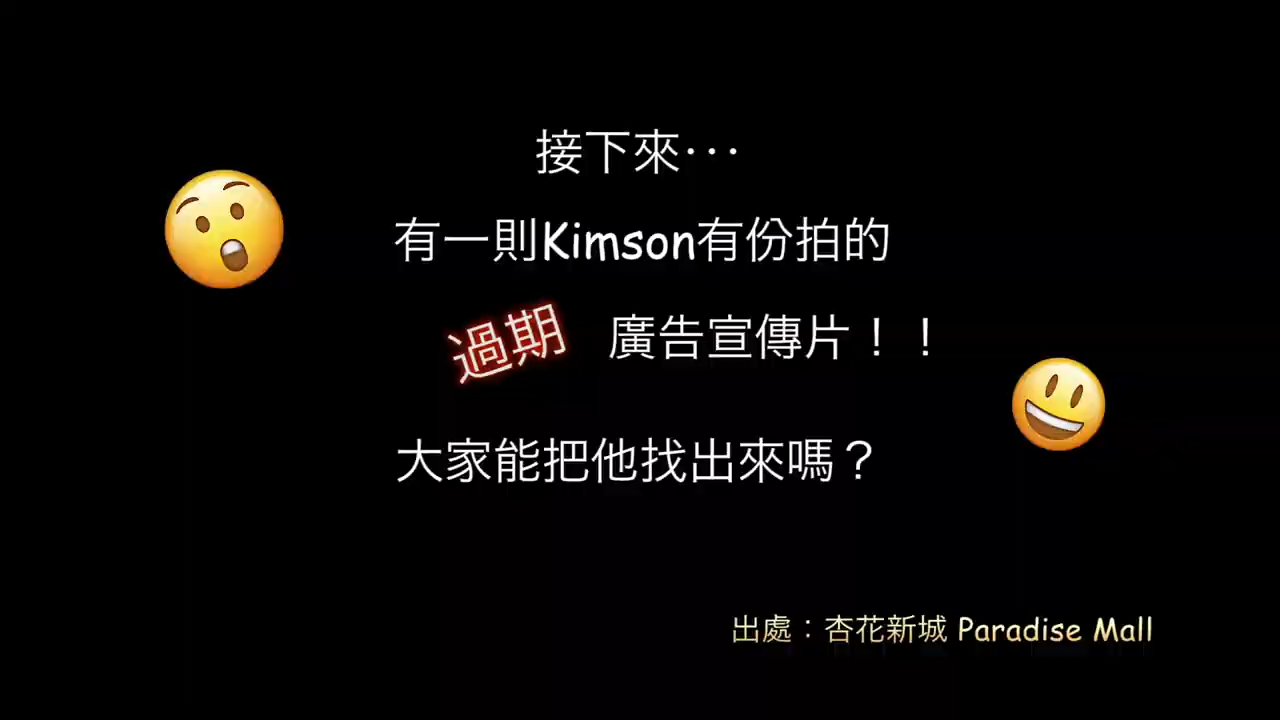 接下來⋯
有一則Kimson有份拍的
過期 廣告宣傳片！！
大家能把他找出來嗎？
出處：杏花新城 Paradise Mall